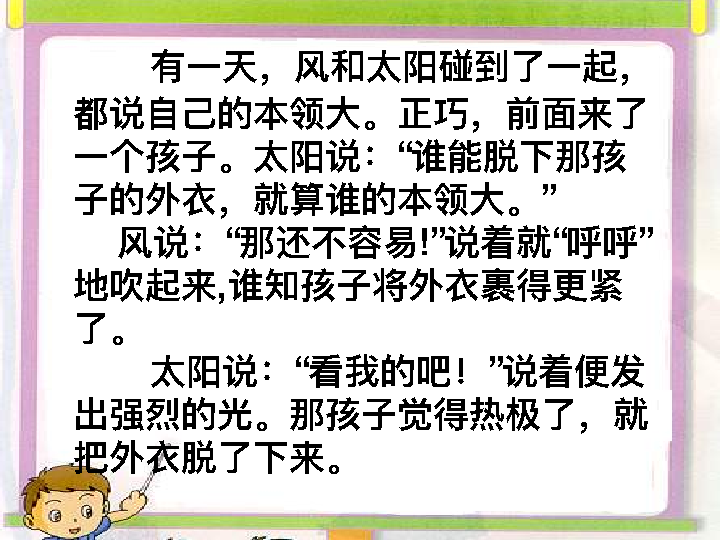 有一天，风和太阳碰到了一起，
都说自己的本领大。正巧，前面来了
一个孩子。太阳说：“谁能脱下那孩
子的外衣，就算谁的本领大。”
风说：“那还不容易!”说着就“呼呼”
地吹起来,谁知孩子将外衣裹得更紧
了。
太阳说：“看我的吧！”说着便发
出强烈的光。那孩子觉得热极了，就
把外衣脱了下来。